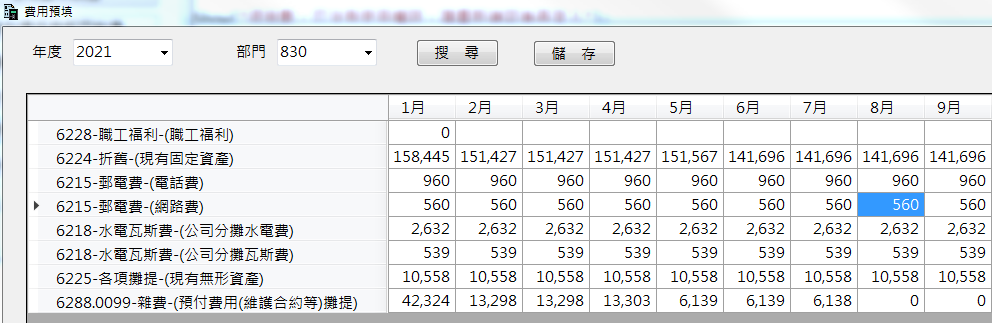 費用預填
年度 2021 部門 830 搜 尋 儲 存
1月 2月 3月 4月 5月 6月 7月 8月 9月
6228-職工福利-(職工福利) 0
6224-折舊-(現有固定資產) 158,445 151,427 151,427 151,427 151,567 141,696 141,696 141,696 141,696
6215-郵電費-(電話費) 960 960 960 960 960 960 960 960 960
6215-郵電費-(網路費) 560 560 560 560 560 560 560 560 560
6218-水電瓦斯費-(公司分攤水電費) 2,632 2,632 2,632 2,632 2,632 2,632 2,632 2,632 2,632
6218-水電瓦斯費-(公司分攤瓦斯費) 539 539 539 539 539 539 539 539 539
6225-各項攤提-(現有無形資產) 10,558 10,558 10,558 10,558 10,558 10,558 10,558 10,558 10,558
6288.0099-雜費-(預付費用(維護合約等)攤提) 42,324 13,298 13,298 13,303 6,139 6,139 6,138 0 0